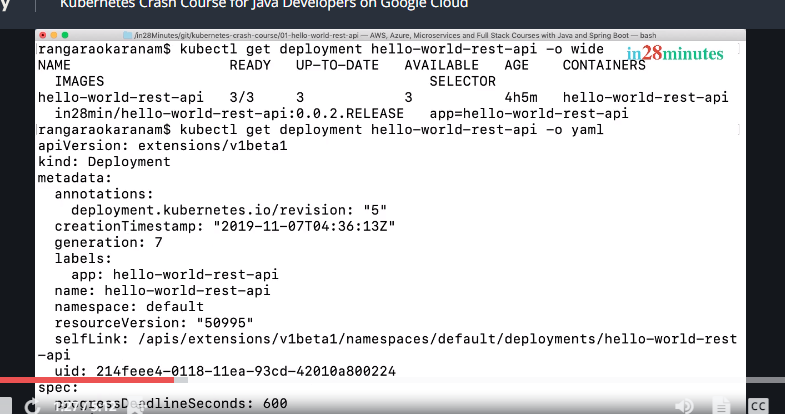 y
Kubernetes Crash Course for Java Developers on Google Cloud
/in28Minutes/git/kubernetes-crash-course/01-hello-world-rest-api — AWS, Azure, Microservices and Full Stack Courses with Java and Spring Boot — bash
in28minutes
rangaraokaranam$ kubectl get deployment hello-world-rest-api -o wide
NAME READY UP-TO-DATE AVAILABLE AGE CONTAINERS
IMAGES SELECTOR
hello-world-rest-api 3/3 3 3 4h5m hello-world-rest-api
in28min/hello-world-rest-api:0.0.2.RELEASE app=hello-world-rest-api
rangaraokaranam$ kubectl get deployment hello-world-rest-api -o yaml
apiVersion: extensions/v1beta1
kind: Deployment
metadata:
annotations:
deployment.kubernetes.io/revision: "5"
creationTimestamp: "2019-11-07T04:36:13Z"
generation: 7
labels:
app: hello-world-rest-api
name: hello-world-rest-api
namespace: default
resourceVersion: "50995"
selfLink: /apis/extensions/v1beta1/namespaces/default/deployments/hello-world-rest
-api
uid: 214feee4-0118-11ea-93cd-42010a800224
spec:
progressDeadlineSeconds: 600
CC